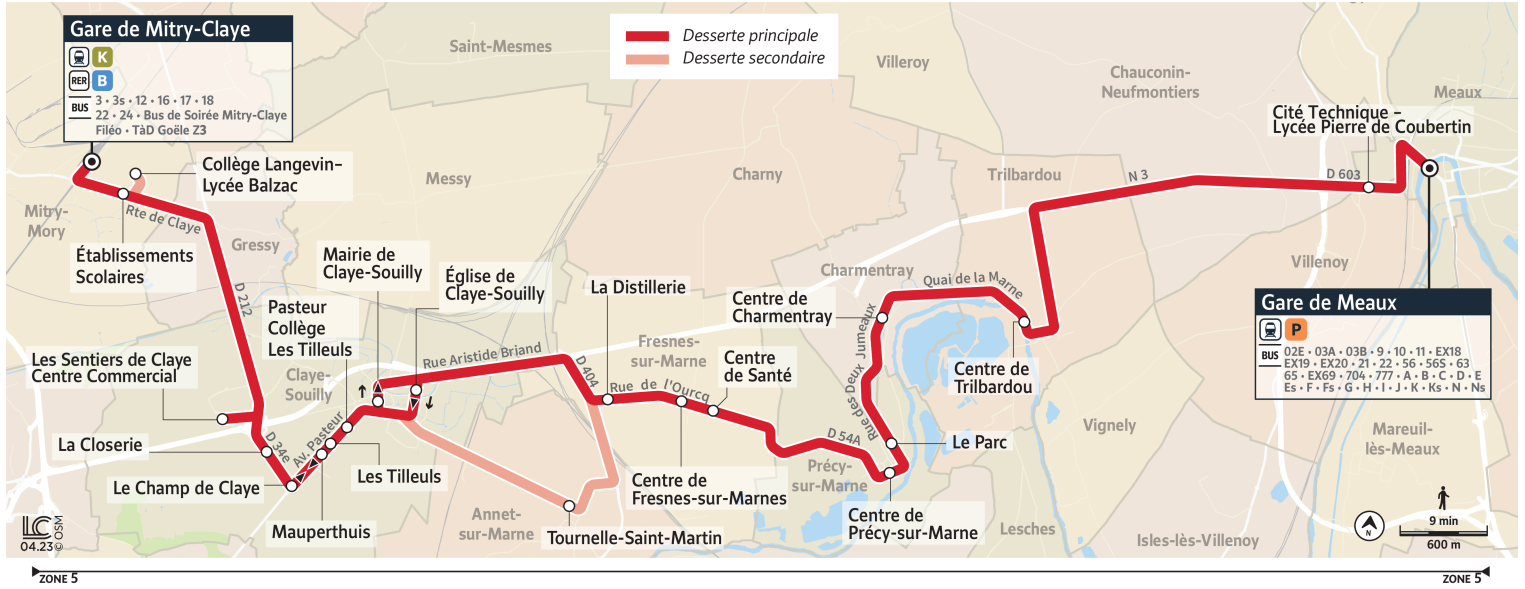 Gare de Mitry-Claye
K
RER B
BUS
3 • 3s • 12 • 16 • 17 • 18
22 • 24 • Bus de Soirée Mitry-Claye
Filéo • TàD Goële Z3
Desserte principale
Desserte secondaire
Saint-Mesmes
Villeroy
Chauconin-
Neufmontiers
Meaux
Cité Technique –
Lycée Pierre de Coubertin
Collège Langevin–
Lycée Balzac
Messy
Charny
Trilbardou
N 3
D 603
Mitry-
Mory
Rte de Claye
Gressy
Établissements
Scolaires
Mairie de
Claye-Souilly
Église de
Claye-Souilly
La Distillerie
Charmentray
Quai de la Marne
Villenoy
D 212
Pasteur
Collège
Les Tilleuls
Centre de
Charmentray
Gare de Meaux
P
BUS
02E • 03A • 03B • 9 • 10 • 11 • EX18
EX19 • EX20 • 21 • 22 • 56 • 56S • 63
65 • EX69 • 704 • 777 • A • B • C • D • E
Es • F • Fs • G • H • I • J • K • Ks • N • Ns
Les Sentiers de Claye
Centre Commercial
Claye-
Souilly
Rue Aristide Briand
D 404
Fresnes-
sur-Marne
Centre
de Santé
Rue des Deux Jumeaux
Centre de
Trilbardou
Rue de l'Ourcq
La Closerie
D 34e
Av. Pasteur
D 54A
Le Parc
Vignely
Mareuil-
lès-Meaux
Le Champ de Claye
Les Tilleuls
Centre de
Fresnes-sur-Marnes
Précy-
sur-Marne
Mauperthuis
Annet-
sur-Marne
Tournelle-Saint-Martin
Centre de
Précy-sur-Marne
Lesches
Isles-lès-Villenoy
LC
04.23
© OSM
N
9 min
600 m
ZONE 5
ZONE 5